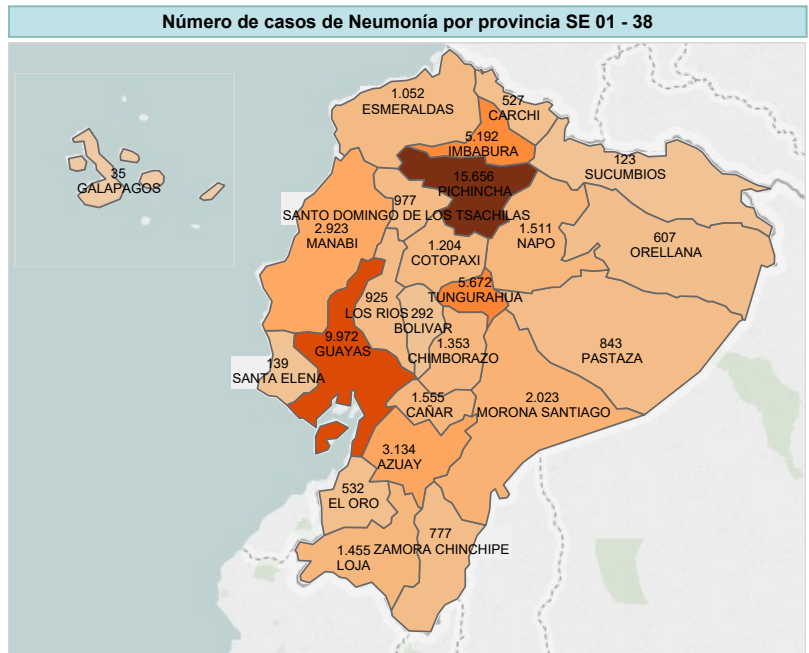 Número de casos de Neumonía por provincia SE 01 - 38
1.052
ESMERALDAS
527
CARCHI
5.192
IMBABURA
123
SUCUMBIOS
35
GALAPAGOS
15.656
PICHINCHA
977
SANTO DOMINGO DE LOS TSACHILAS
2.923
MANABI
1.511
NAPO
607
ORELLANA
1.204
COTOPAXI
5.672
TUNGURAHUA
925
LOS RIOS
292
BOLIVAR
9.972
GUAYAS
1.353
CHIMBORAZO
843
PASTAZA
139
SANTA ELENA
1.555
CAÑAR
2.023
MORONA SANTIAGO
3.134
AZUAY
532
EL ORO
777
ZAMORA CHINCHIPE
1.455
LOJA